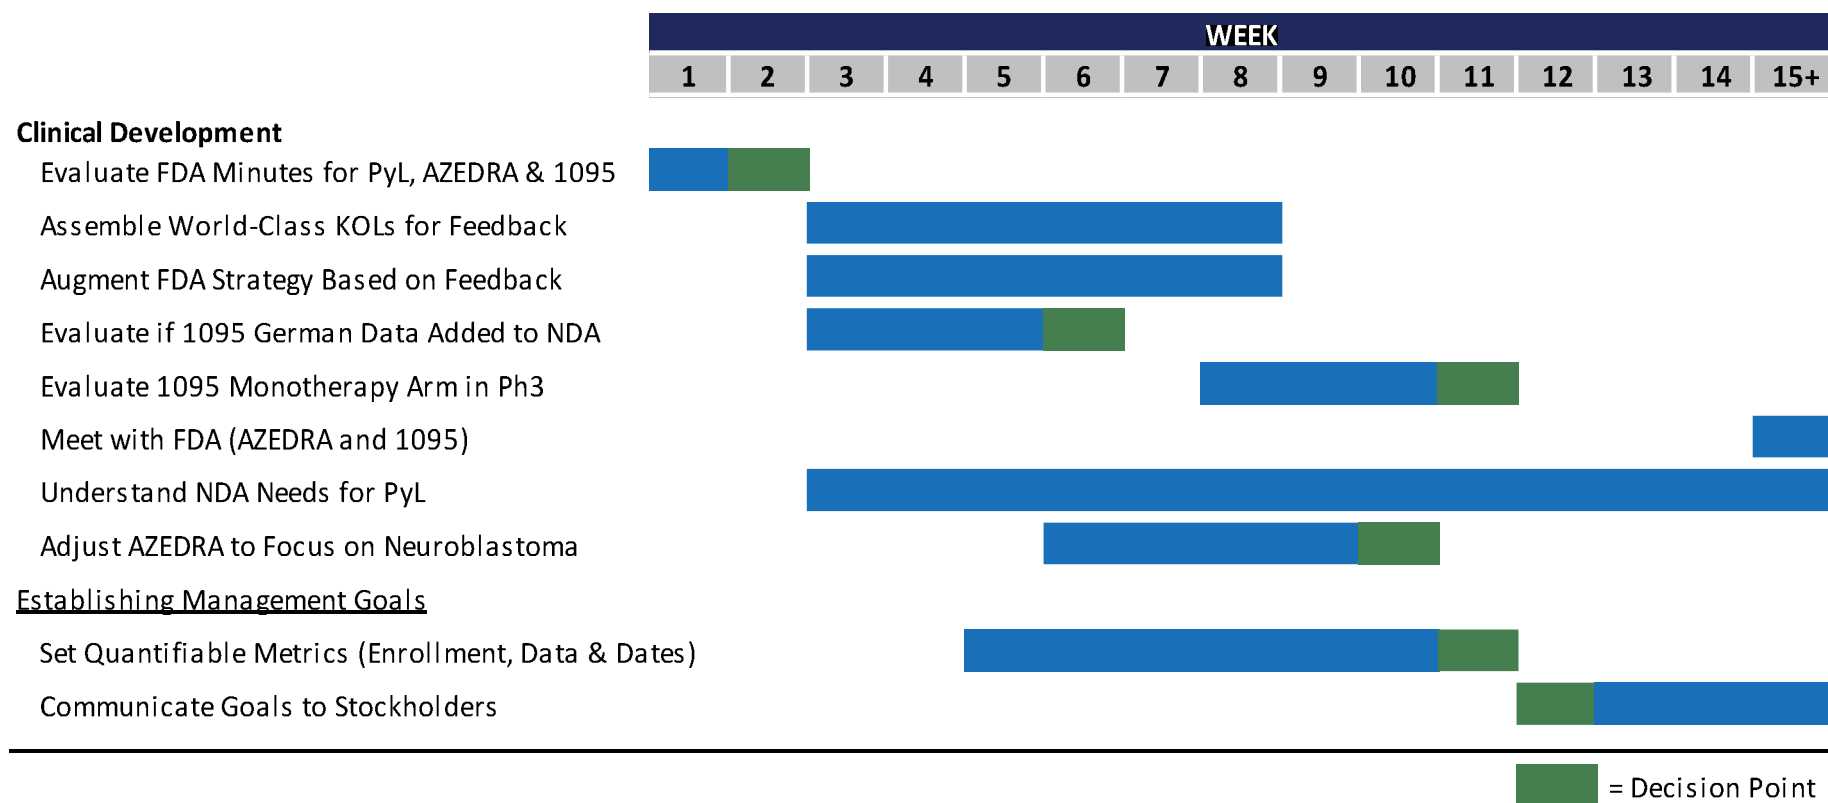 WEEK
1 2 3 4 5 6 7 8 9 10 11 12 13 14 15+
Clinical Development
Evaluate FDA Minutes for PyL, AZEDRA & 1095
Assemble World-Class KOLs for Feedback
Augment FDA Strategy Based on Feedback
Evaluate if 1095 German Data Added to NDA
Evaluate 1095 Monotherapy Arm in Ph3
Meet with FDA (AZEDRA and 1095)
Understand NDA Needs for PyL
Adjust AZEDRA to Focus on Neuroblastoma
Establishing Management Goals
Set Quantifiable Metrics (Enrollment, Data & Dates)
Communicate Goals to Stockholders
= Decision Point